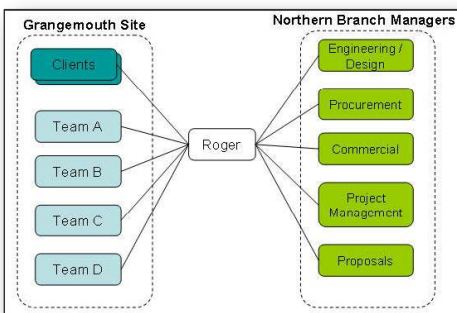 Grangemouth Site
Northern Branch Managers
Clients
Team A
Team B
Team C
Team D
Roger
Engineering /
Design
Procurement
Commercial
Project
Management
Proposals